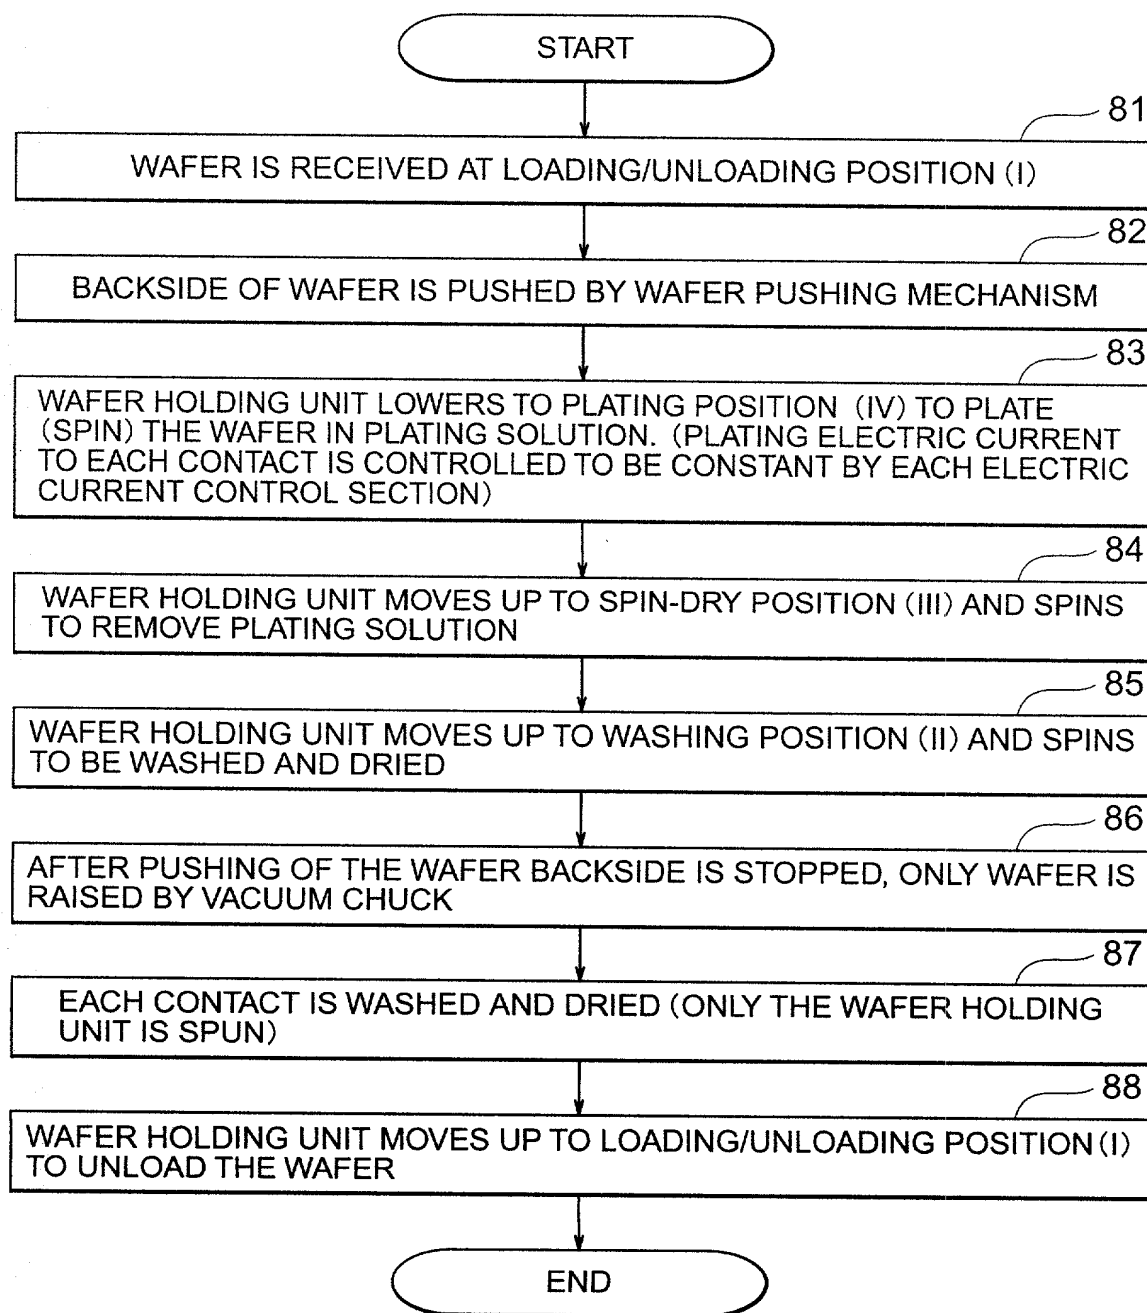 START
81
WAFER IS RECEIVED AT LOADING/UNLOADING POSITION (I)
82
BACKSIDE OF WAFER IS PUSHED BY WAFER PUSHING MECHANISM
83
WAFER HOLDING UNIT LOWERS TO PLATING POSITION (IV) TO PLATE
(SPIN) THE WAFER IN PLATING SOLUTION. (PLATING ELECTRIC CURRENT
TO EACH CONTACT IS CONTROLLED TO BE CONSTANT BY EACH ELECTRIC
CURRENT CONTROL SECTION)
84
WAFER HOLDING UNIT MOVES UP TO SPIN-DRY POSITION (III) AND SPINS
TO REMOVE PLATING SOLUTION
85
WAFER HOLDING UNIT MOVES UP TO WASHING POSITION (II) AND SPINS
TO BE WASHED AND DRIED
86
AFTER PUSHING OF THE WAFER BACKSIDE IS STOPPED, ONLY WAFER IS
RAISED BY VACUUM CHUCK
87
EACH CONTACT IS WASHED AND DRIED (ONLY THE WAFER HOLDING
UNIT IS SPUN)
88
WAFER HOLDING UNIT MOVES UP TO LOADING/UNLOADING POSITION (I)
TO UNLOAD THE WAFER
END